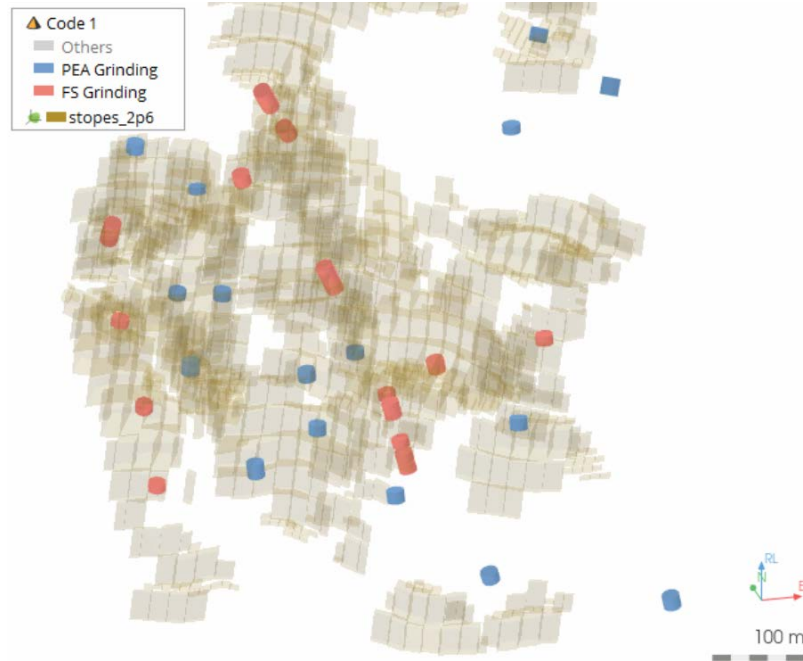 Code 1
Others
PEA Grinding
FS Grinding
stopes_2p6
RL
N
E
100 m